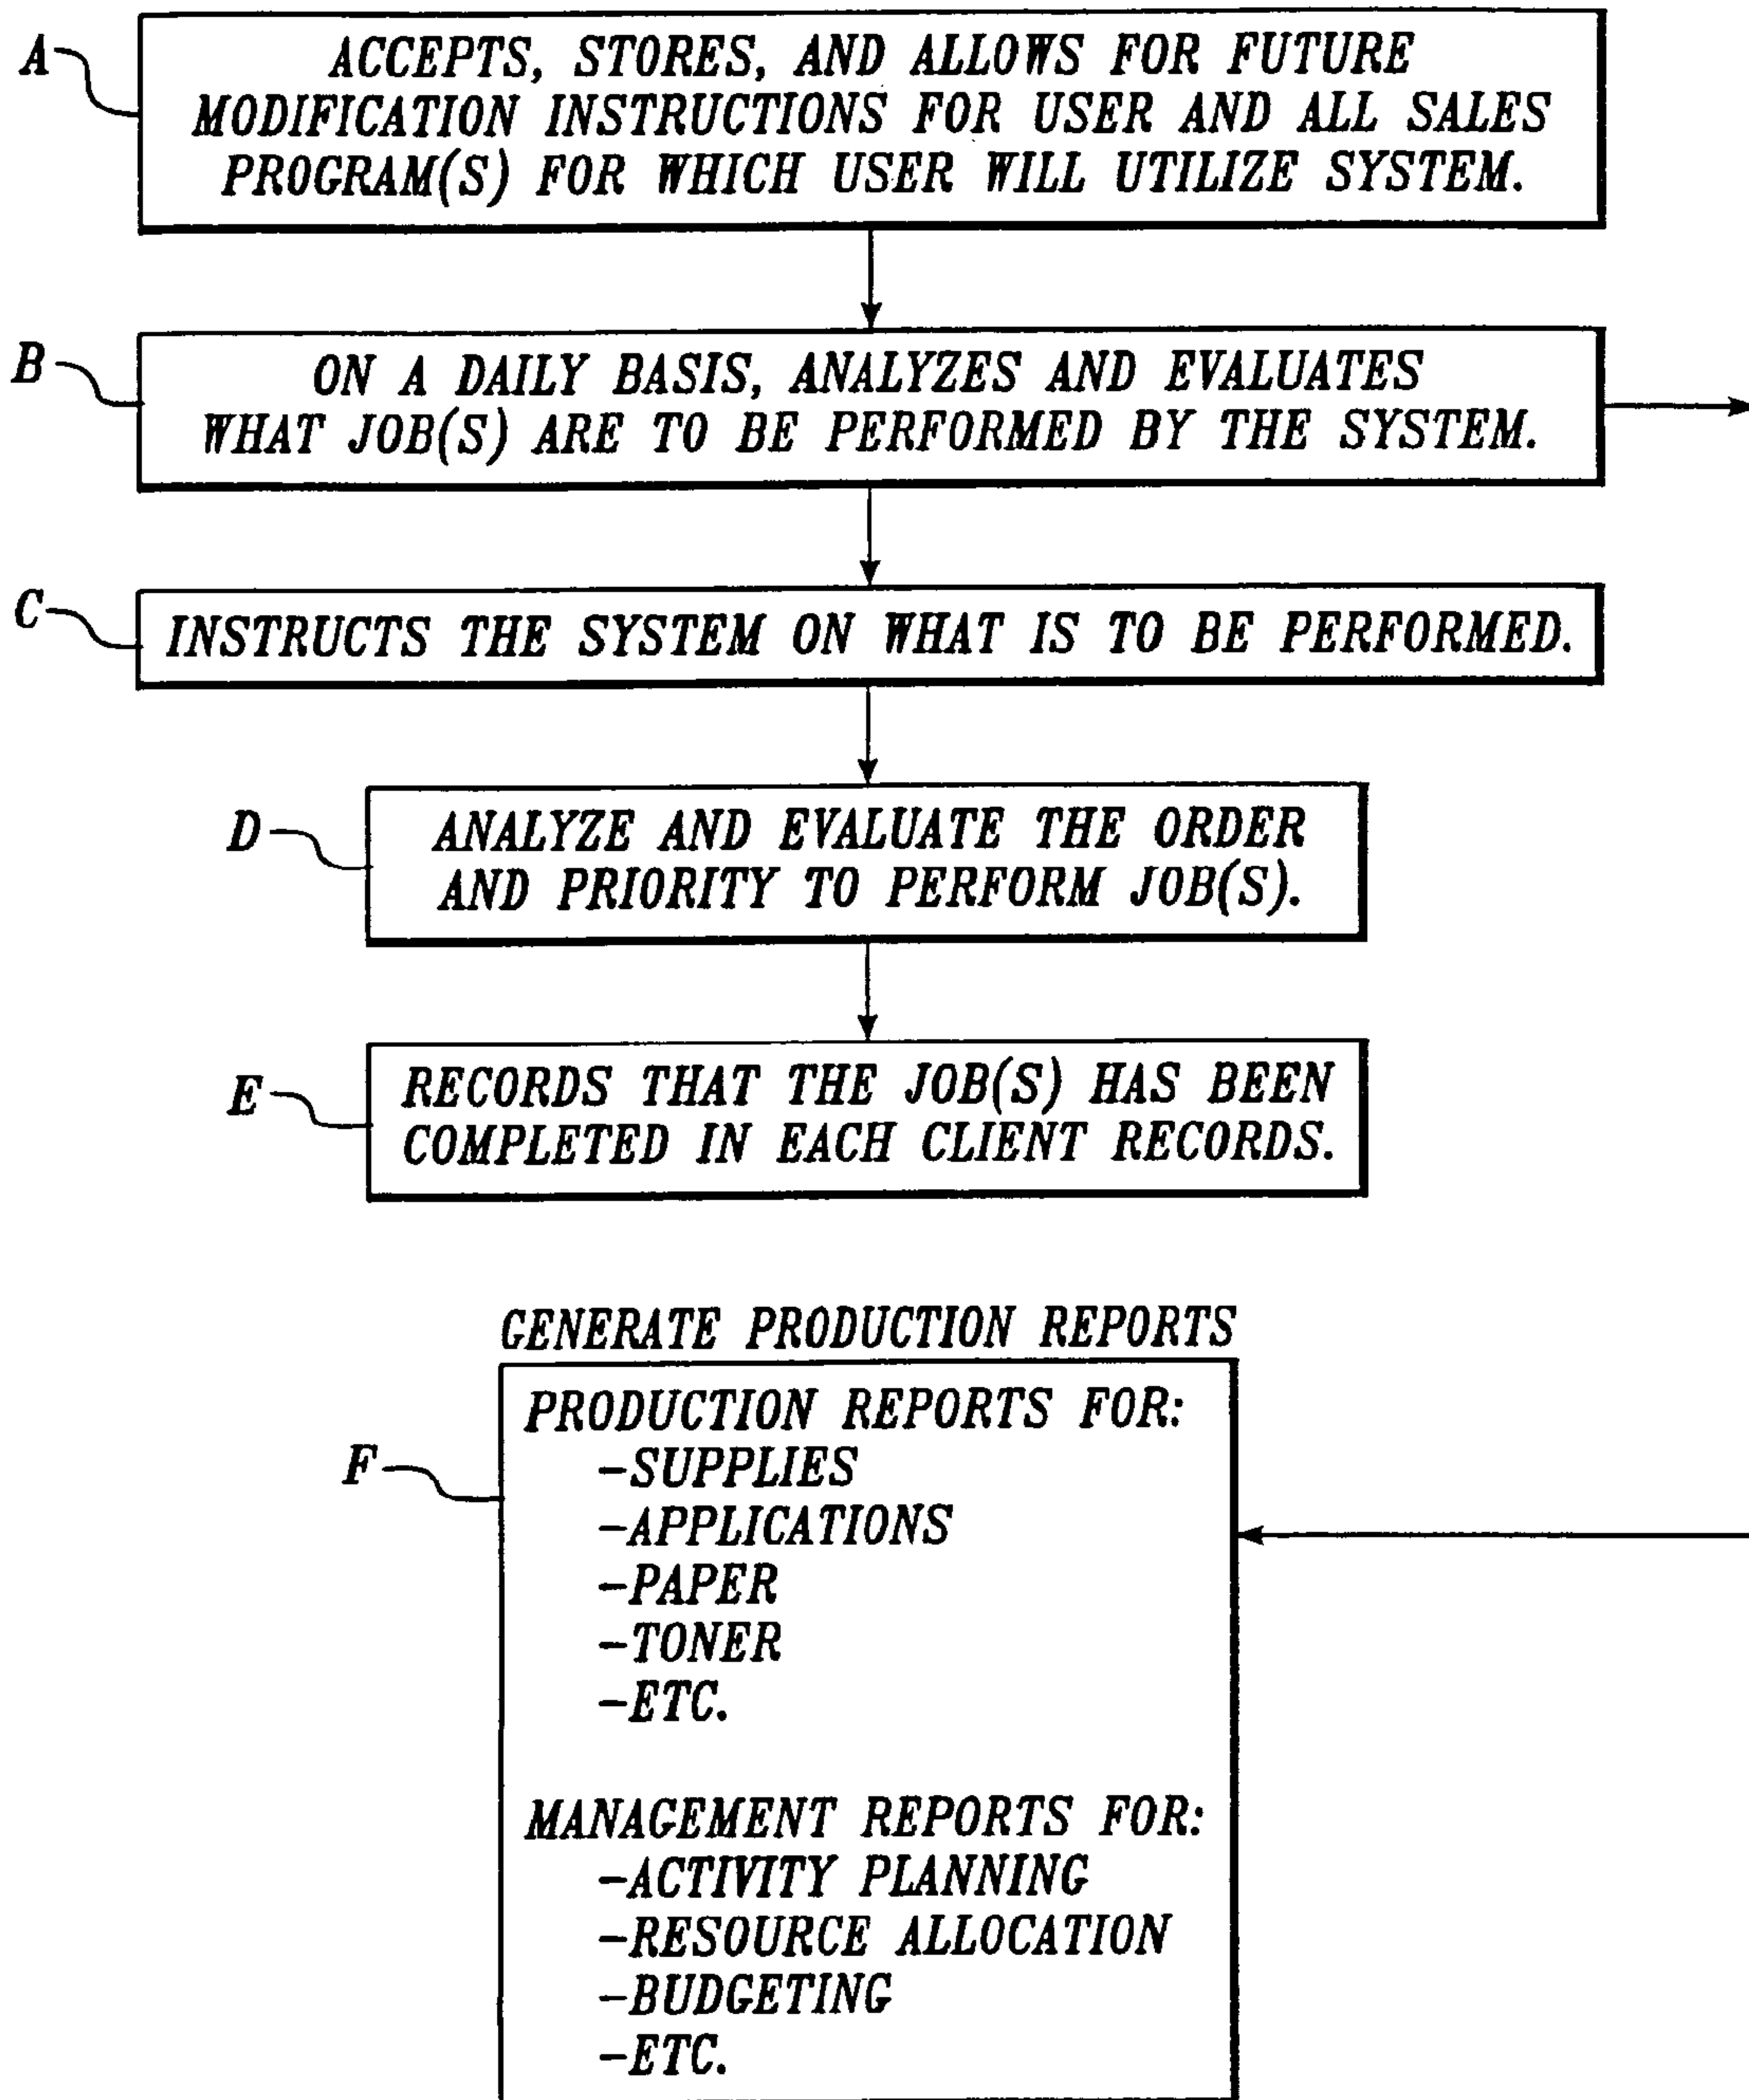 A
ACCEPTS, STORES, AND ALLOWS FOR FUTURE
MODIFICATION INSTRUCTIONS FOR USER AND ALL SALES
PROGRAM(S) FOR WHICH USER WILL UTILIZE SYSTEM.
B
ON A DAILY BASIS, ANALYZES AND EVALUATES
WHAT JOB(S) ARE TO BE PERFORMED BY THE SYSTEM.
C
INSTRUCTS THE SYSTEM ON WHAT IS TO BE PERFORMED.
D
ANALYZE AND EVALUATE THE ORDER
AND PRIORITY TO PERFORM JOB(S).
E
RECORDS THAT THE JOB(S) HAS BEEN
COMPLETED IN EACH CLIENT RECORDS.
GENERATE PRODUCTION REPORTS
F
PRODUCTION REPORTS FOR:
-SUPPLIES
-APPLICATIONS
-PAPER
-TONER
-ETC.
MANAGEMENT REPORTS FOR:
-ACTIVITY PLANNING
-RESOURCE ALLOCATION
-BUDGETING
-ETC.